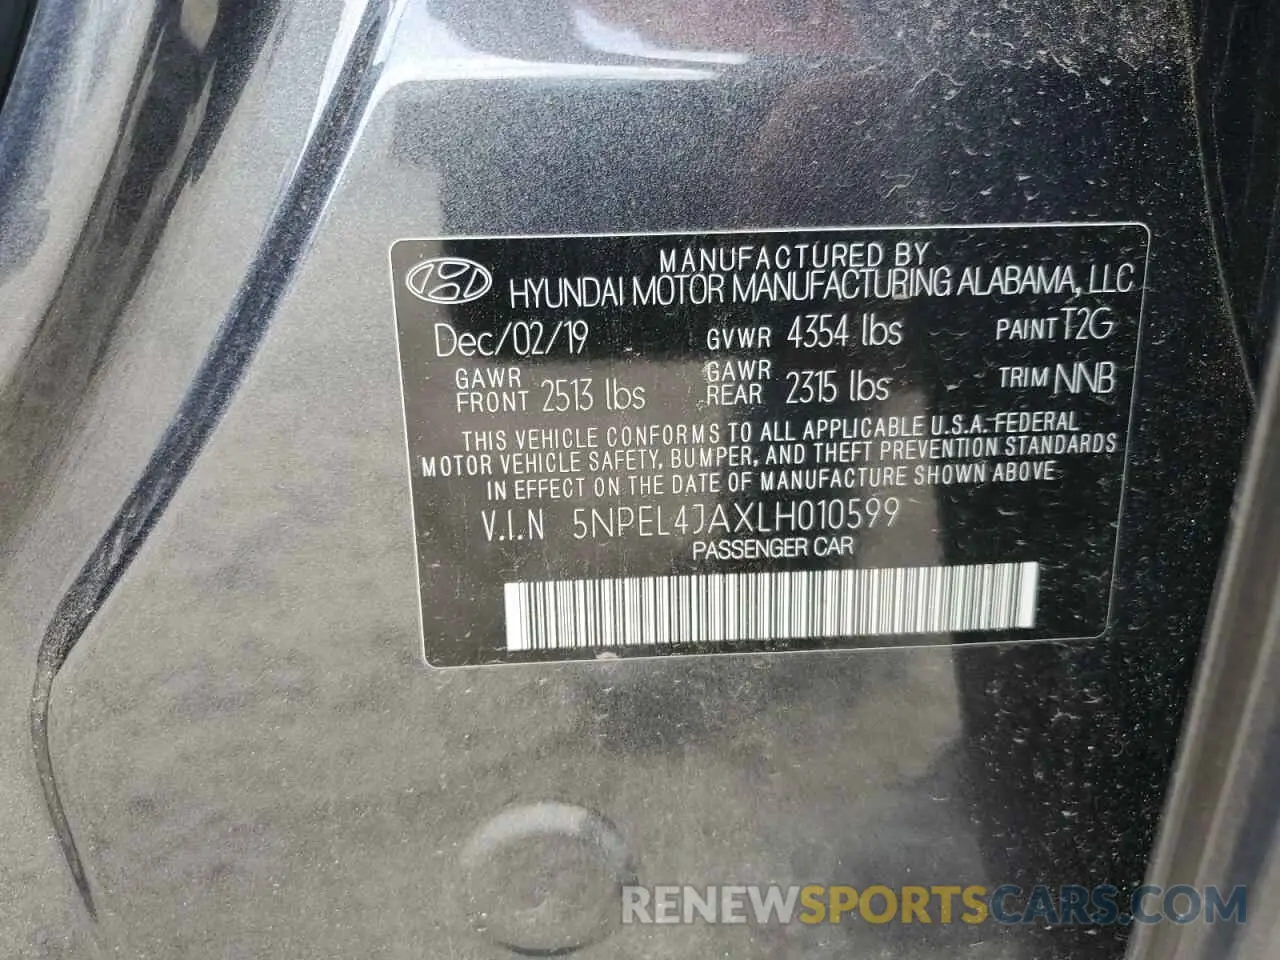 MANUFACTURED BY
HYUNDAI MOTOR MANUFACTURING ALABAMA, LLC
Dec/02/19 GVWR 4354 lbs PAINT T2G
GAWR FRONT 2513 lbs GAWR REAR 2315 lbs TRIM NNB
THIS VEHICLE CONFORMS TO ALL APPLICABLE U.S.A. FEDERAL
MOTOR VEHICLE SAFETY, BUMPER, AND THEFT PREVENTION STANDARDS
IN EFFECT ON THE DATE OF MANUFACTURE SHOWN ABOVE
V.I.N 5NPEL4JAXLH010599
PASSENGER CAR
RENEWSPORTSCARS.COM